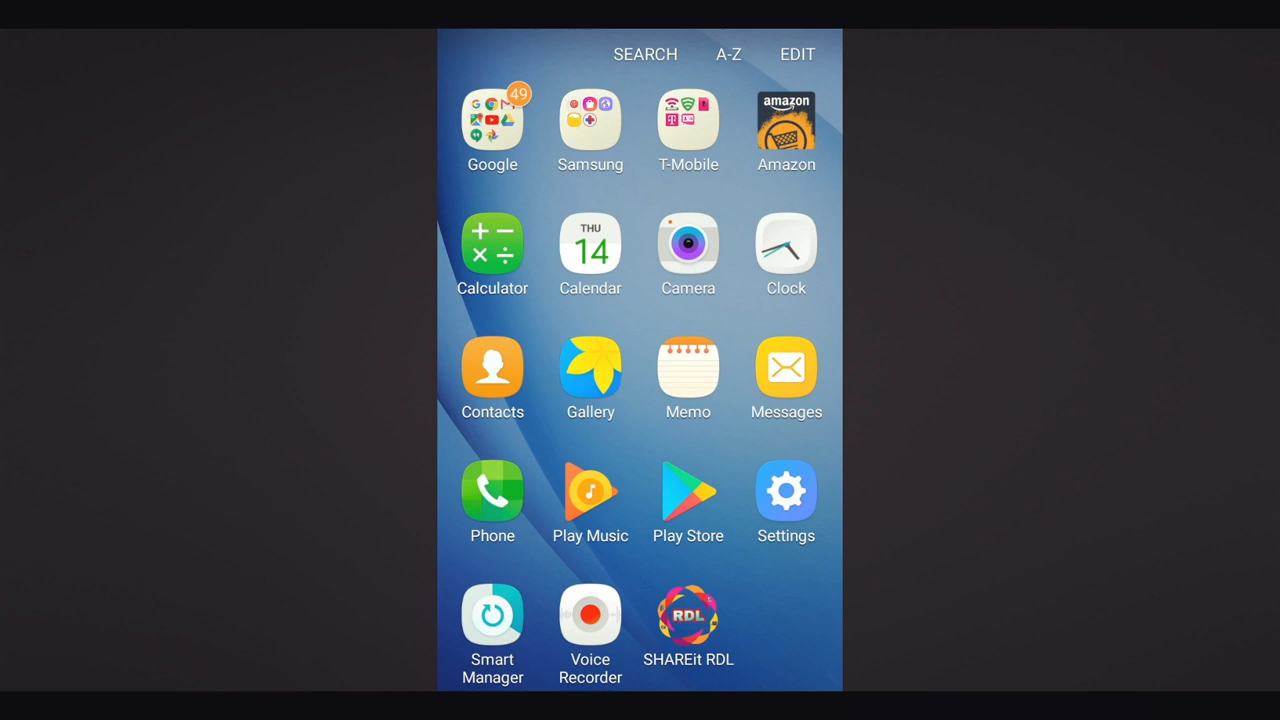 SEARCH A-Z EDIT
49
amazon
Google Samsung T-Mobile Amazon
THU
14
Calculator Calendar Camera Clock
Contacts Gallery Memo Messages
Phone Play Music Play Store Settings
RDL
Smart Manager
Voice Recorder
SHAREit RDL